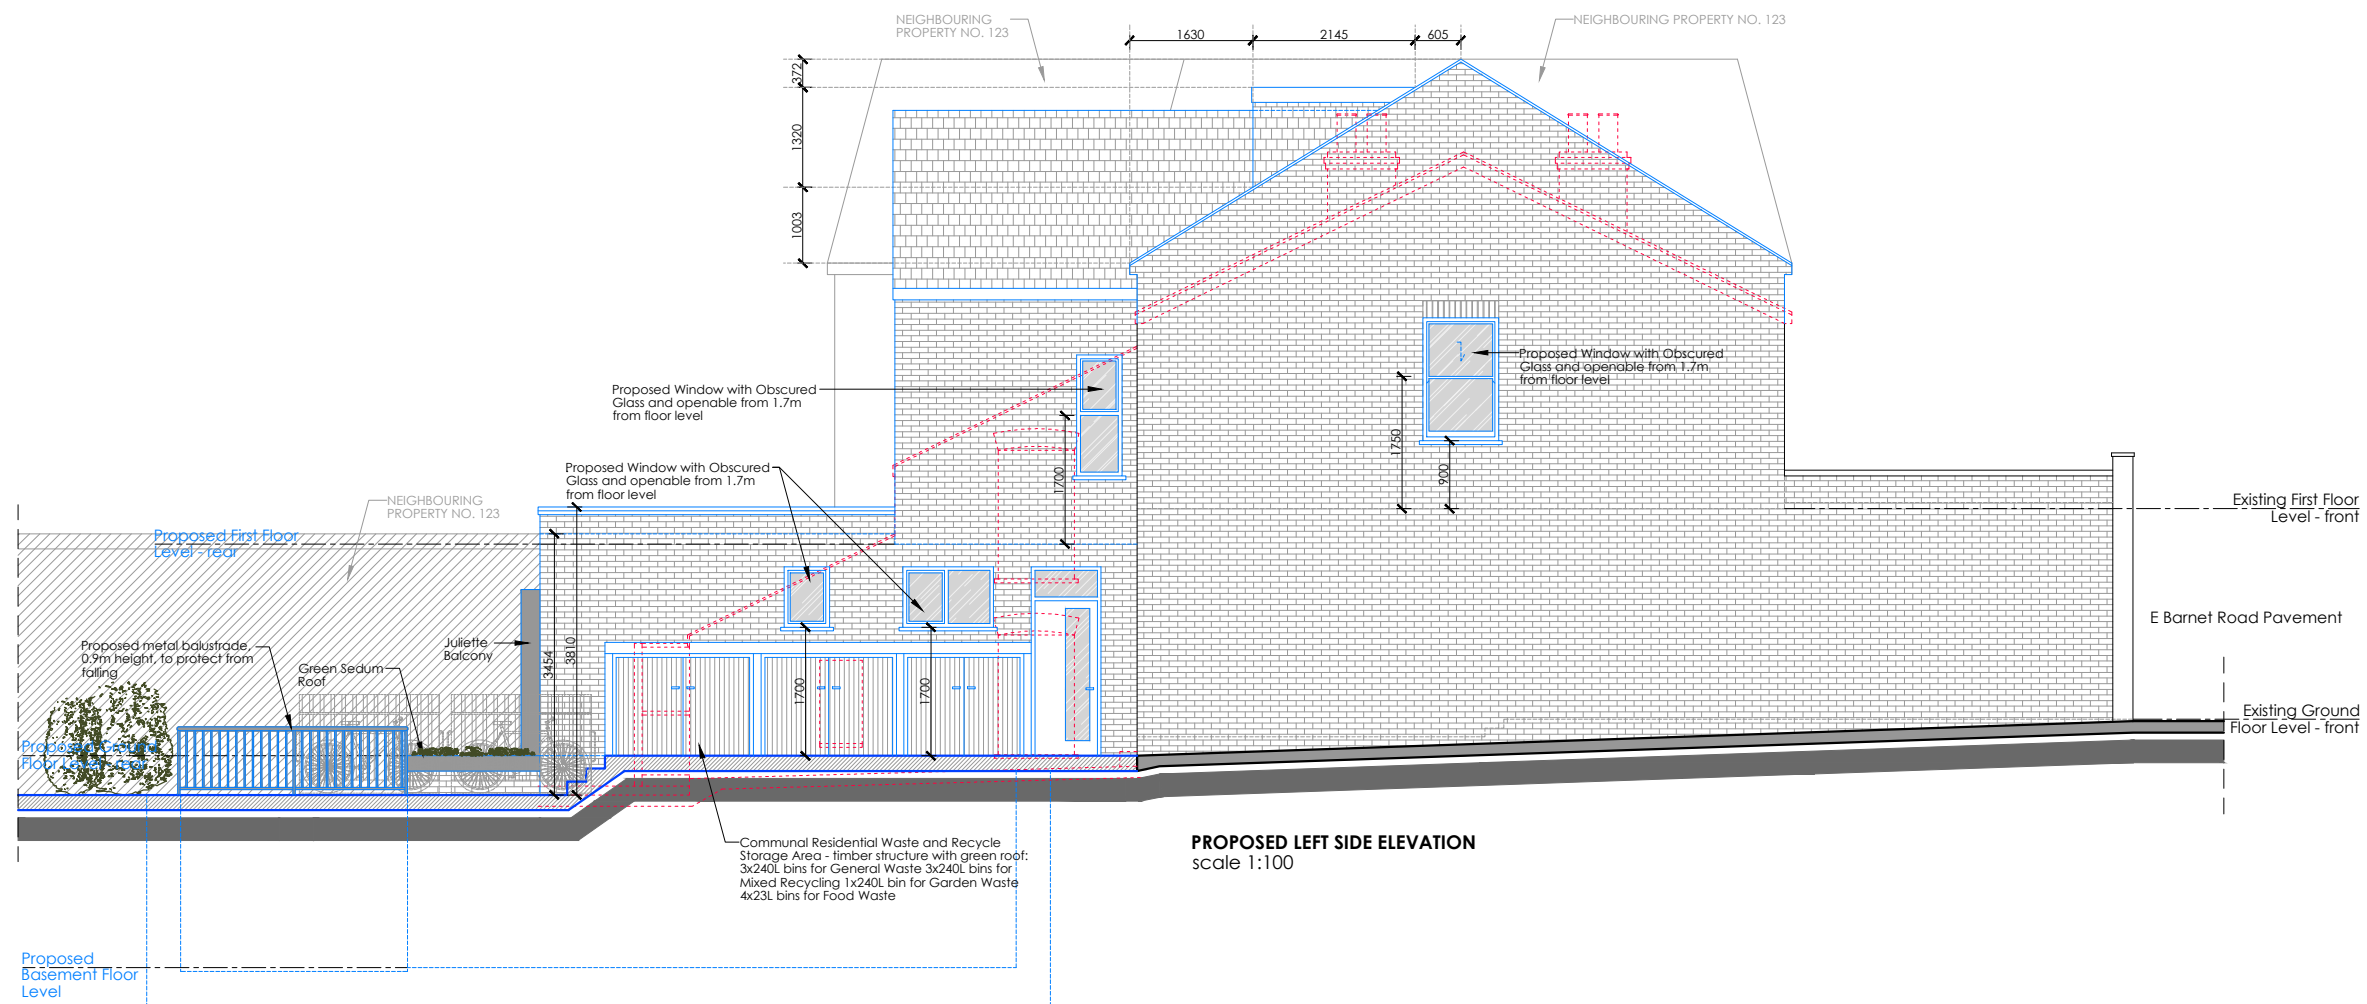 NEIGHBOURING
PROPERTY NO. 123
NEIGHBOURING PROPERTY NO. 123
1630
2145
605
372
1320
1003
Proposed Window with Obscured
Glass and openable from 1.7m
from floor level
Proposed Window with Obscured
Glass and openable from 1.7m
from floor level
1750
900
1700
Proposed Window with Obscured
Glass and openable from 1.7m
from floor level
NEIGHBOURING
PROPERTY NO. 123
Existing First Floor
Level - front
Proposed First Floor
Level - rear
E Barnet Road Pavement
Proposed metal balustrade,
0.9m height, to protect from
falling
Juliette
Balcony
Green Sedum
Roof
3454
3810
1700
1700
Existing Ground
Floor Level - front
Proposed Ground
Floor Level - rear
Communal Residential Waste and Recycle
Storage Area - timber structure with green roof:
3x240L bins for General Waste 3x240L bins for
Mixed Recycling 1x240L bin for Garden Waste
4x23L bins for Food Waste
PROPOSED LEFT SIDE ELEVATION
scale 1:100
Proposed
Basement Floor
Level